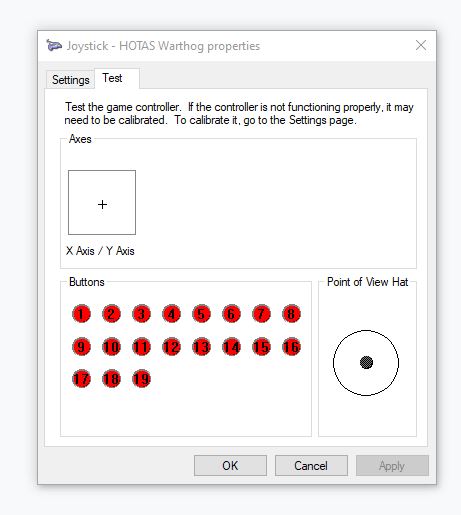 Joystick - HOTAS Warthog properties
Settings Test
Test the game controller. If the controller is not functioning properly, it may
need to be calibrated. To calibrate it, go to the Settings page.
Axes
X Axis / Y Axis
Buttons
1 2 3 4 5 6 7 8
9 10 11 12 13 14 15 16
17 18 19
Point of View Hat
OK Cancel Apply